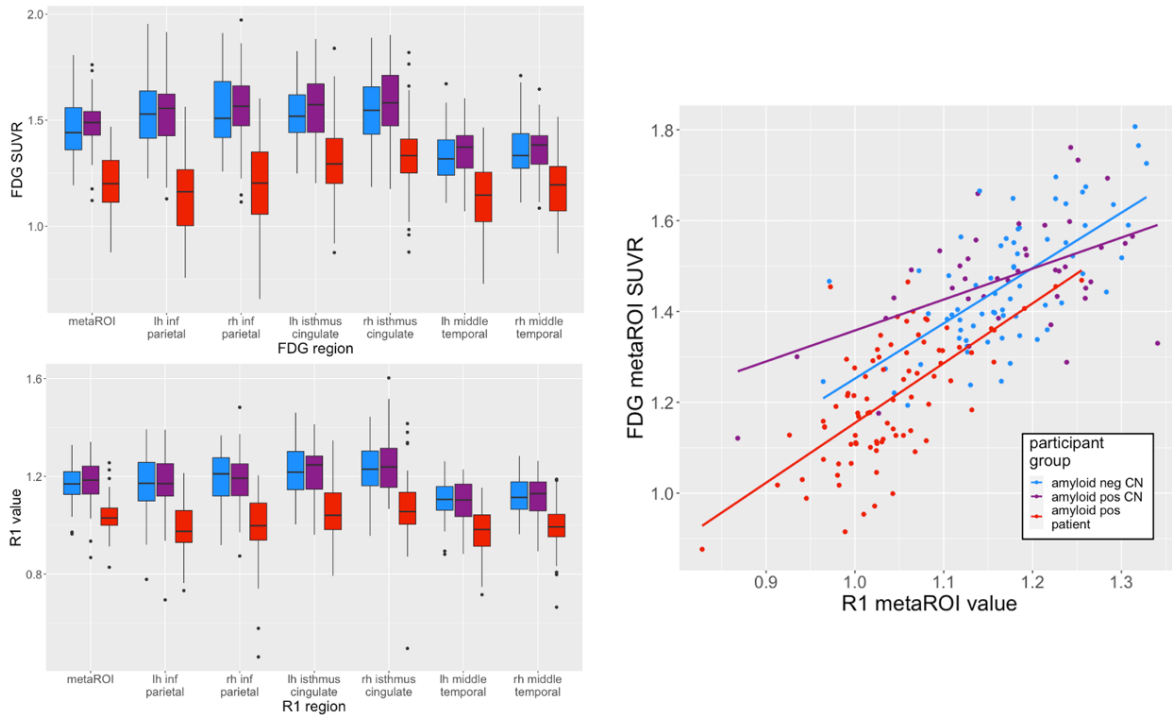 2.0
1.5
1.0
FDG SUVR
metaROI
lh inf
parietal
rh inf
parietal
lh isthmus
cingulate
rh isthmus
cingulate
lh middle
temporal
rh middle
temporal
FDG region
1.6
1.2
0.8
R1 value
metaROI
lh inf
parietal
rh inf
parietal
lh isthmus
cingulate
rh isthmus
cingulate
lh middle
temporal
rh middle
temporal
R1 region
1.8
1.6
1.4
1.2
1.0
FDG metaROI SUVR
0.9
1.0
1.1
1.2
1.3
R1 metaROI value
participant
group
amyloid neg CN
amyloid pos CN
amyloid pos
patient